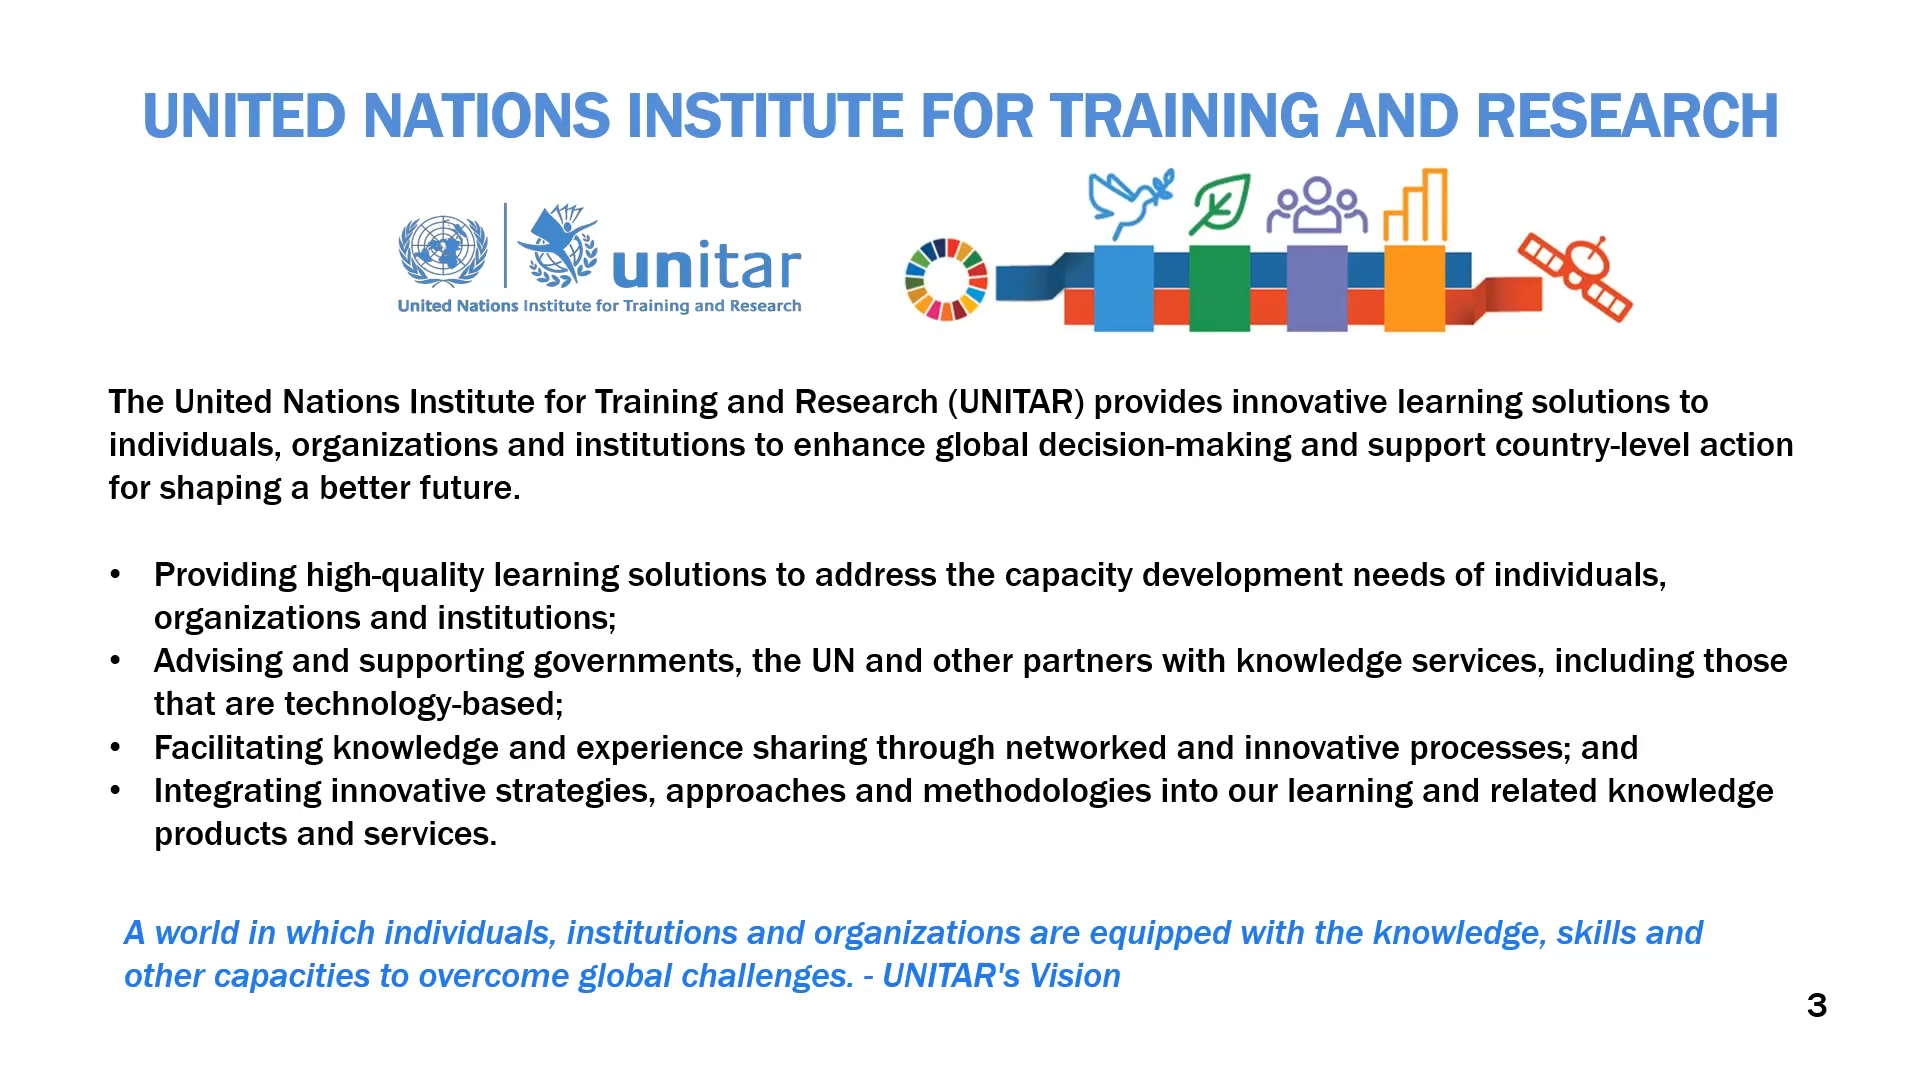 UNITED NATIONS INSTITUTE FOR TRAINING AND RESEARCH
unitar
United Nations Institute for Training and Research
The United Nations Institute for Training and Research (UNITAR) provides innovative learning solutions to
individuals, organizations and institutions to enhance global decision-making and support country-level action
for shaping a better future.
• Providing high-quality learning solutions to address the capacity development needs of individuals,
organizations and institutions;
• Advising and supporting governments, the UN and other partners with knowledge services, including those
that are technology-based;
• Facilitating knowledge and experience sharing through networked and innovative processes; and
• Integrating innovative strategies, approaches and methodologies into our learning and related knowledge
products and services.
A world in which individuals, institutions and organizations are equipped with the knowledge, skills and
other capacities to overcome global challenges. - UNITAR's Vision
3